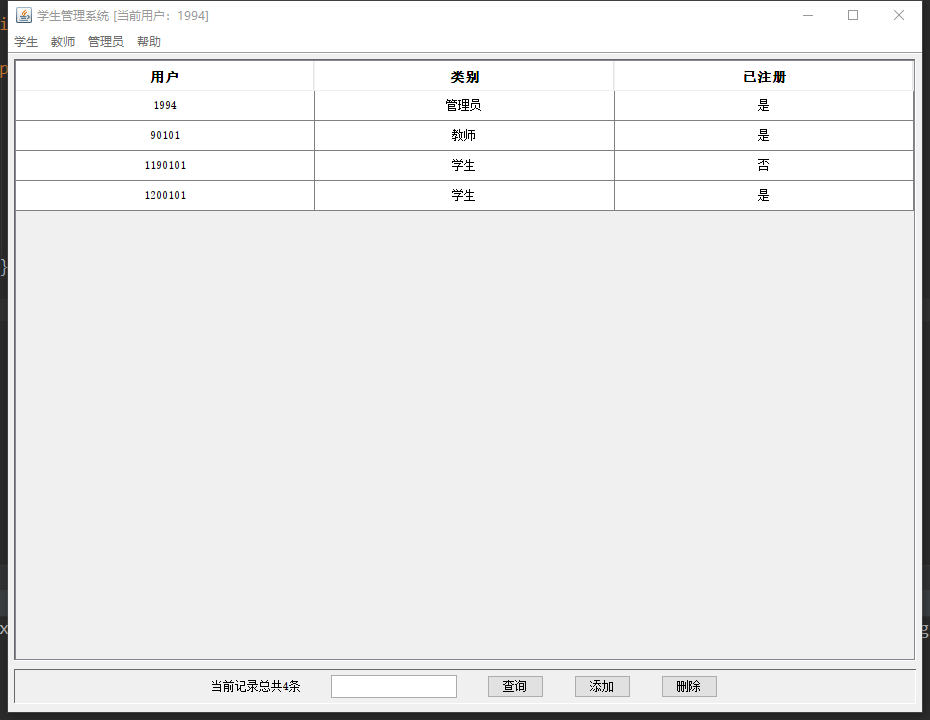 学生管理系统 [当前用户：1994]
学生 教师 管理员 帮助
用户 类别 已注册
1994 管理员 是
90101 教师 是
1190101 学生 否
1200101 学生 是
当前记录总共4条 查询 添加 删除